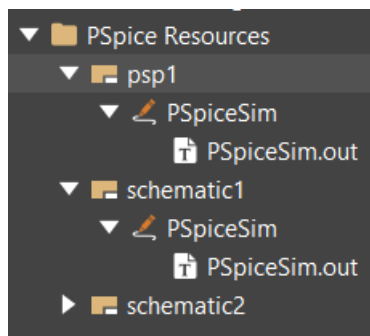 PSpice Resources
psp1
PSpiceSim
PSpiceSim.out
schematic1
PSpiceSim
PSpiceSim.out
schematic2